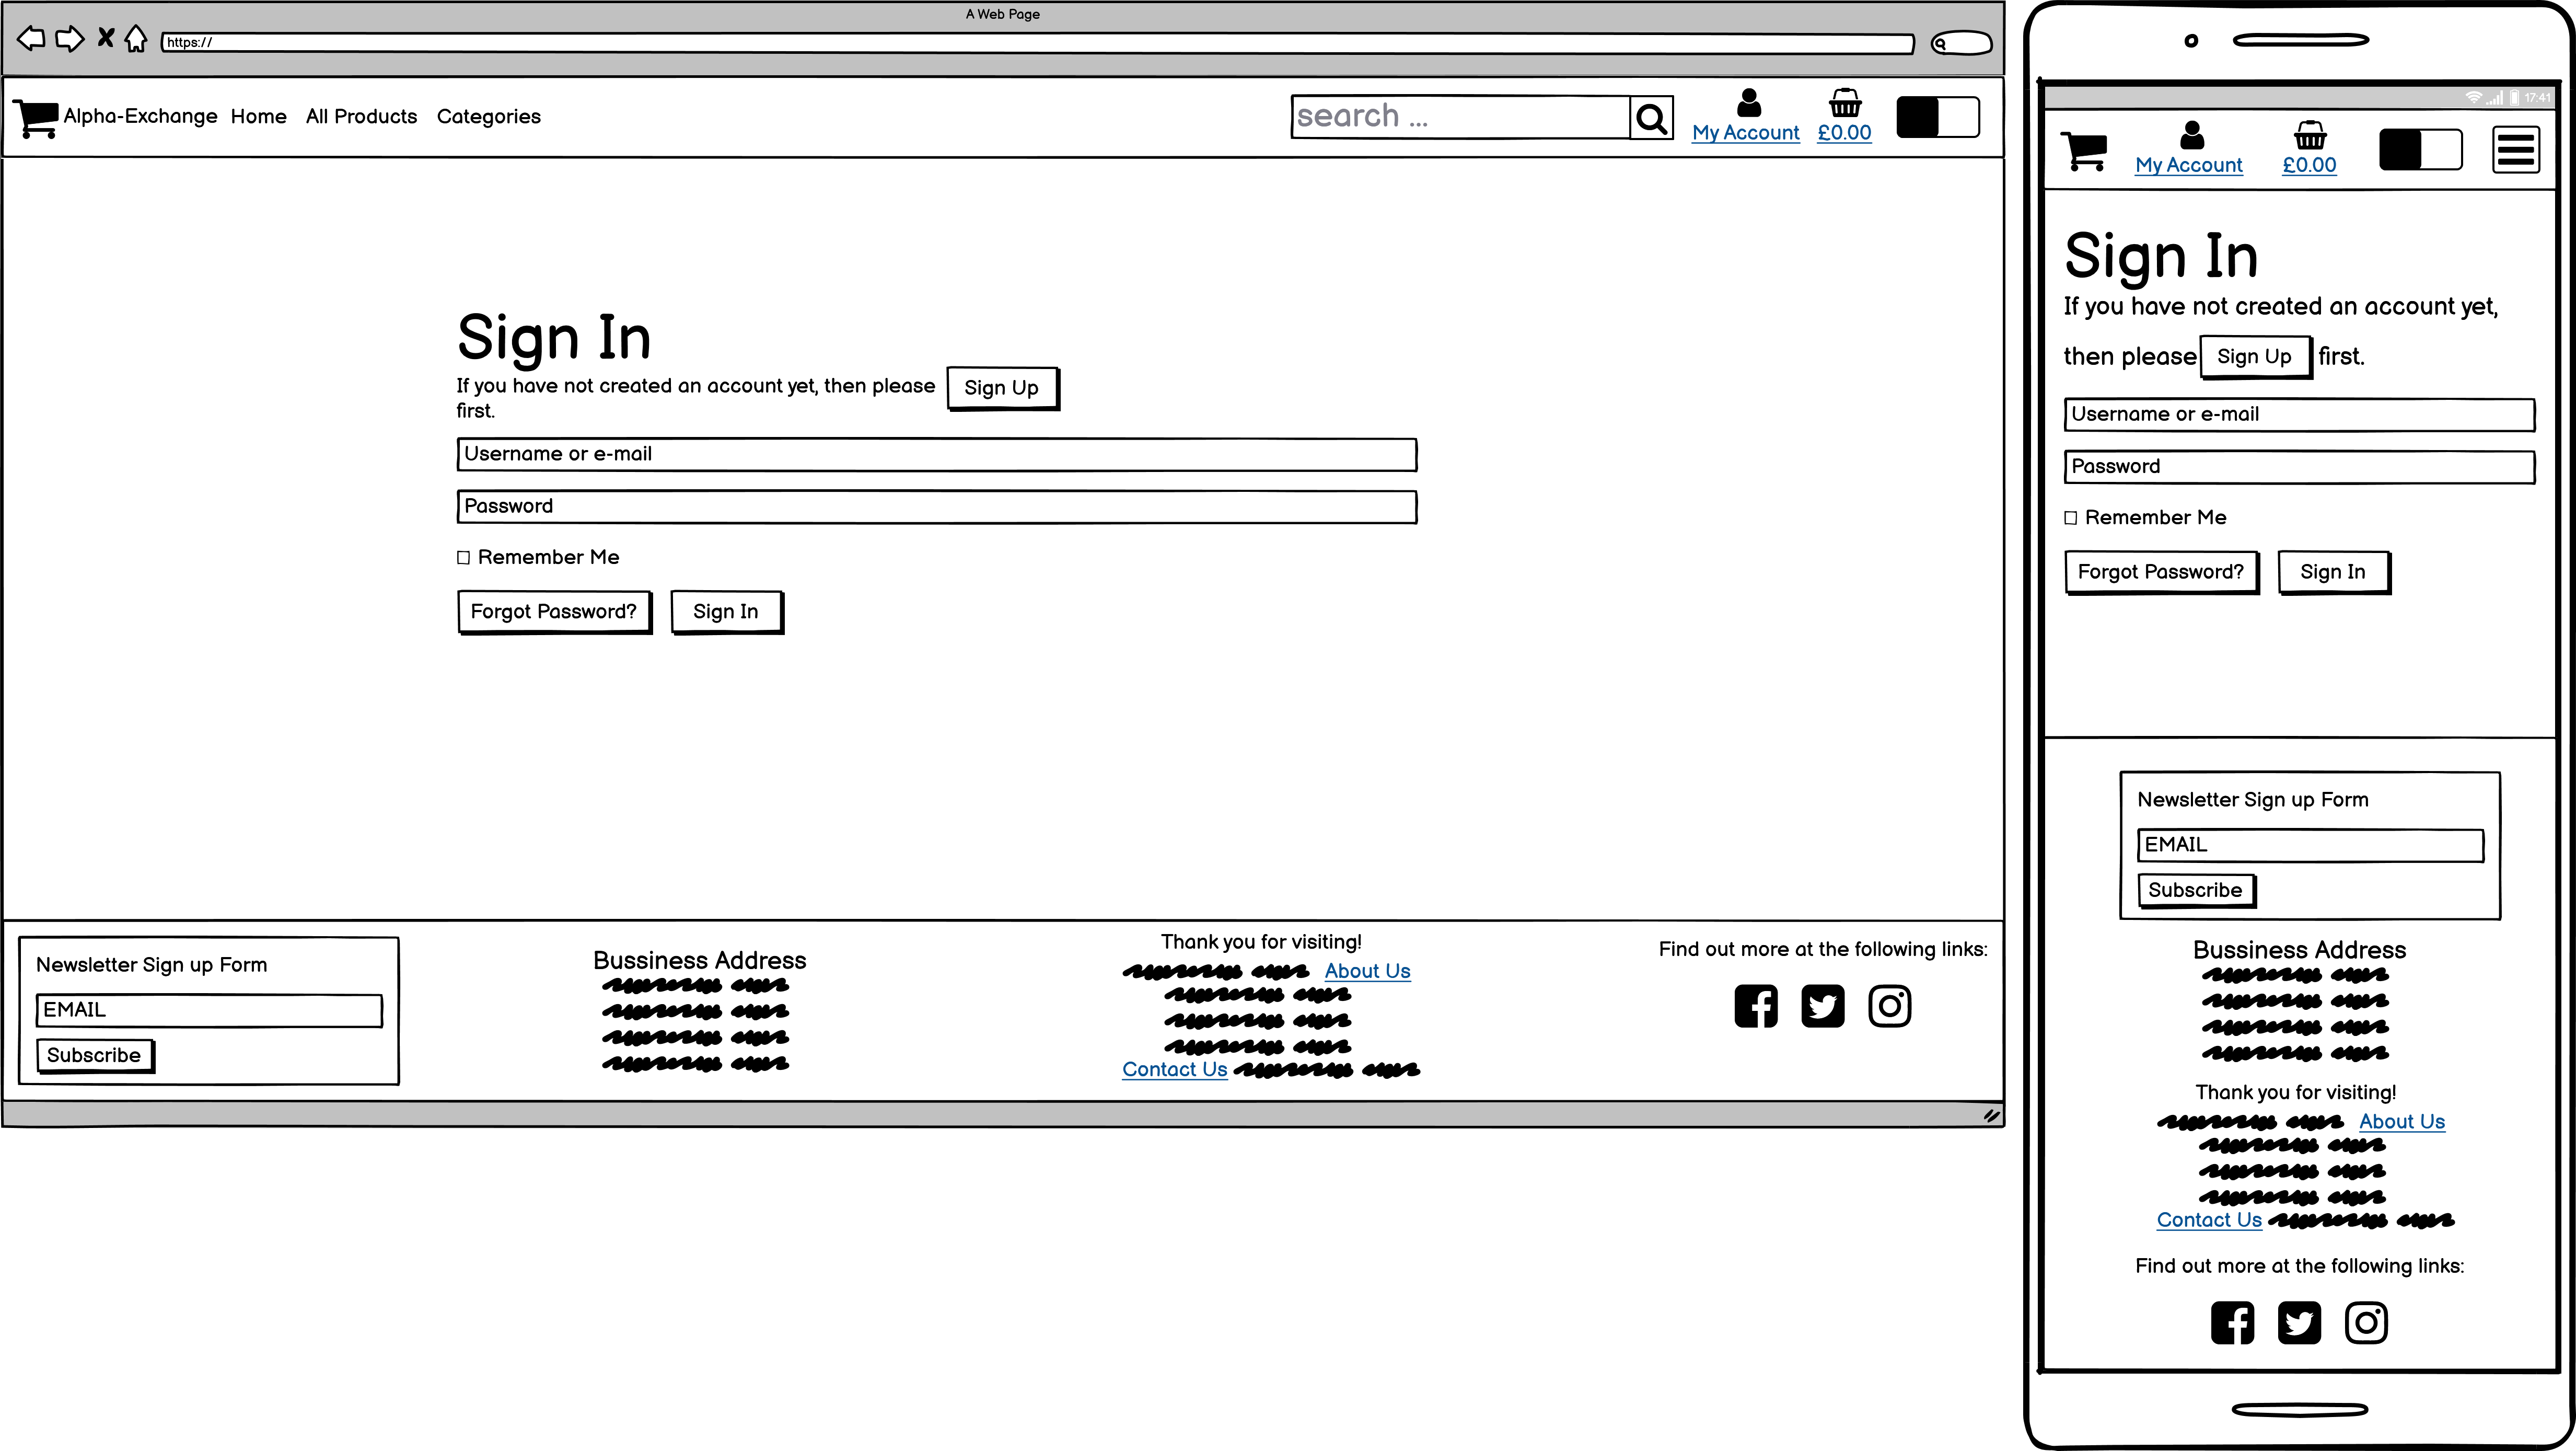 A Web Page
https://
Alpha-Exchange Home All Products Categories
search ...
My Account £0.00
Sign In
If you have not created an account yet, then please Sign Up
first.
Username or e-mail
Password
Remember Me
Forgot Password? Sign In
Newsletter Sign up Form
EMAIL
Subscribe
Bussiness Address
Thank you for visiting!
About Us
Contact Us
Find out more at the following links:
17:41
My Account £0.00
Sign In
If you have not created an account yet,
then please Sign Up first.
Username or e-mail
Password
Remember Me
Forgot Password? Sign In
Newsletter Sign up Form
EMAIL
Subscribe
Bussiness Address
Thank you for visiting!
About Us
Contact Us
Find out more at the following links: